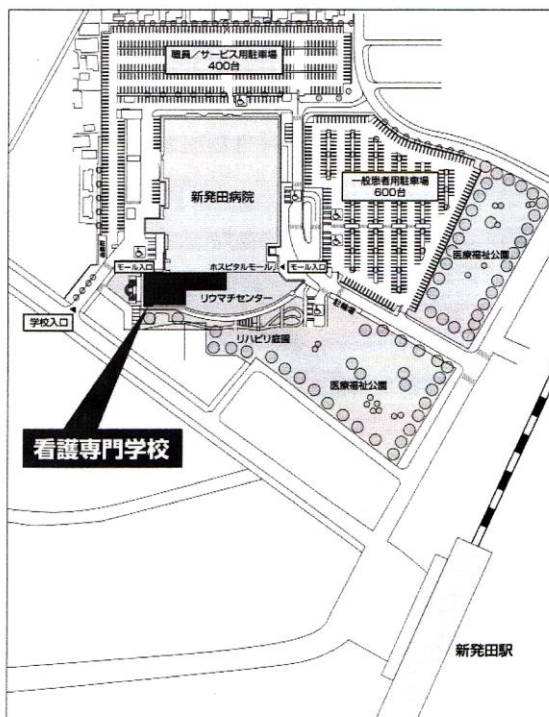 職員／サービス用駐車場
400台
新発田病院
一般患者用駐車場
600台
医療福祉公園
モール入口
ホスピタルモール
モール入口
リウマチセンター
学校入口
リハビリ庭園
医療福祉公園
看護専門学校
新発田駅